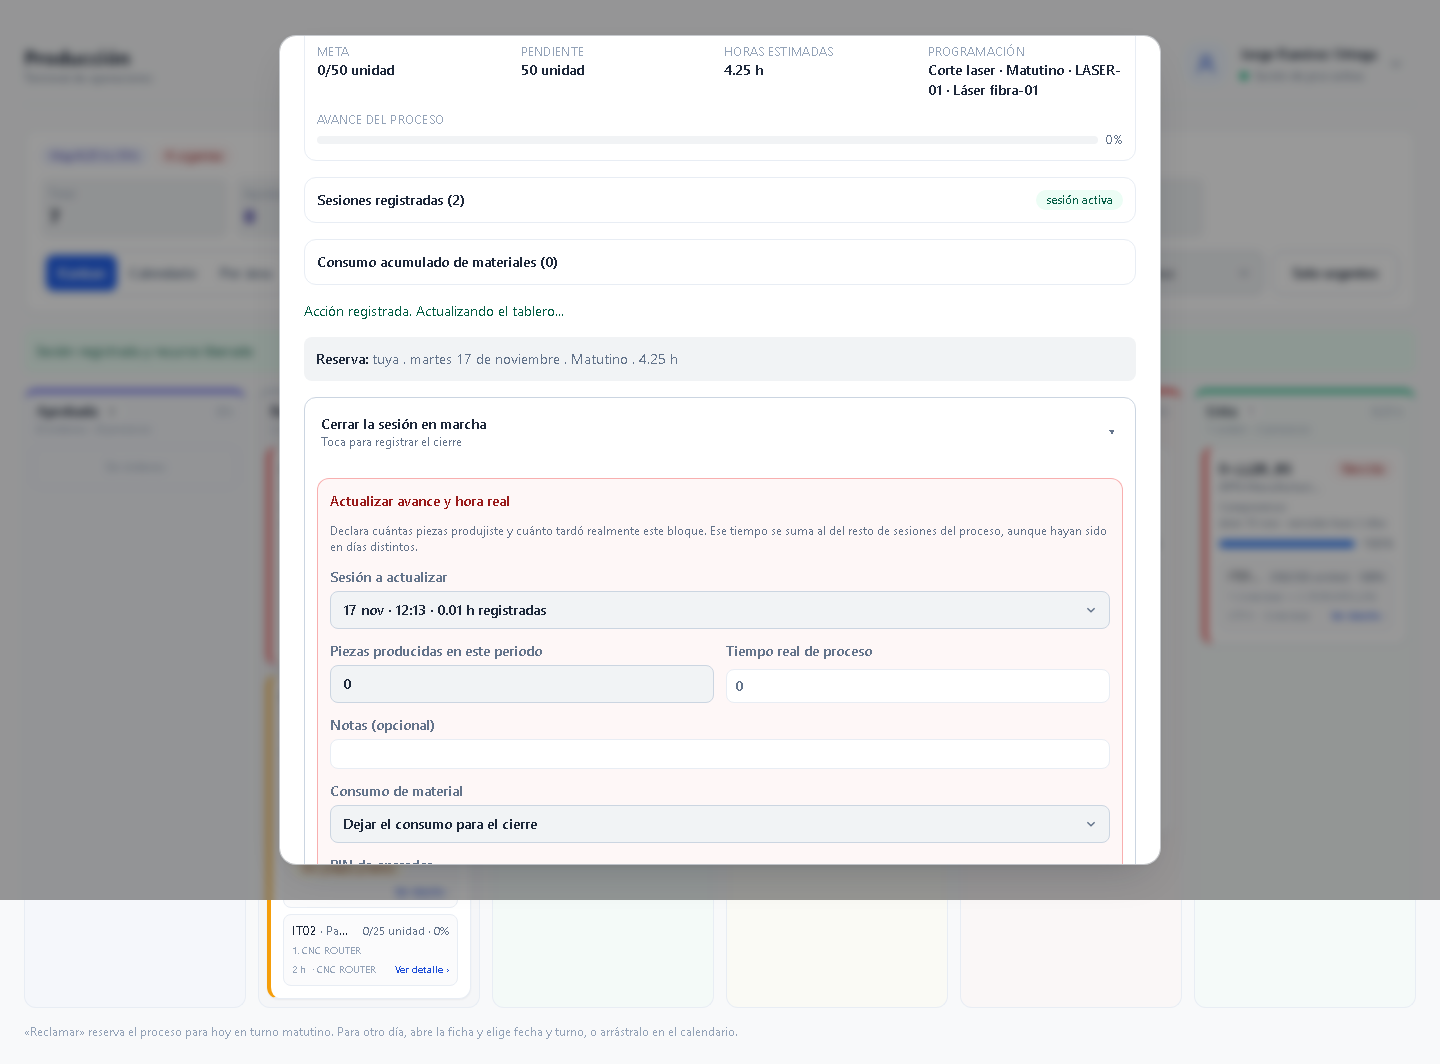 Producción
META
PENDIENTE
HORAS ESTIMADAS
PROGRAMACIÓN
0/50 unidad
50 unidad
4.25 h
Corte laser · Matutino · LASER-
01 · Láser fibra-01
AVANCE DEL PROCESO
0%
Sesiones registradas (2)
sesión activa
Consumo acumulado de materiales (0)
Acción registrada. Actualizando el tablero...
Reserva: tuya . martes 17 de noviembre . Matutino . 4.25 h
Cerrar la sesión en marcha
Toca para registrar el cierre
▾
Actualizar avance y hora real
Declara cuántas piezas produjiste y cuánto tardó realmente este bloque. Ese tiempo se suma al del resto de sesiones del proceso, aunque hayan sido
en días distintos.
Sesión a actualizar
17 nov · 12:13 · 0.01 h registradas
Piezas producidas en este periodo
Tiempo real de proceso
0
0
Notas (opcional)
Consumo de material
Dejar el consumo para el cierre
PIN de operador
IT02 · Pa...
0/25 unidad · 0%
1. CNC ROUTER
2 h · CNC ROUTER
Ver detalle ›
«Reclamar» reserva el proceso para hoy en turno matutino. Para otro día, abre la ficha y elige fecha y turno, o arrástralo en el calendario.